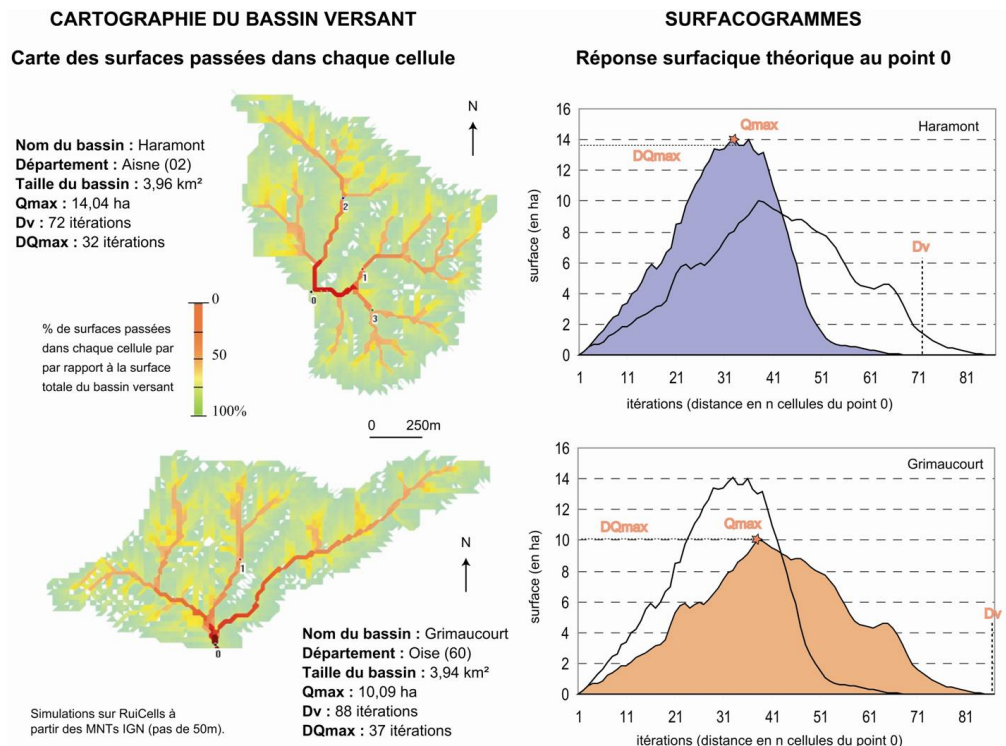 CARTOGRAPHIE DU BASSIN VERSANT
Carte des surfaces passées dans chaque cellule
N
Nom du bassin : Haramont
Département : Aisne (02)
Taille du bassin : 3,96 km²
Qmax : 14,04 ha
Dv : 72 itérations
DQmax : 32 itérations
2
1
0
3
0
50
100%
% de surfaces passées
dans chaque cellule par
par rapport à la surface
totale du bassin versant
0 250m
N
1
0
Nom du bassin : Grimaucourt
Département : Oise (60)
Taille du bassin : 3,94 km²
Qmax : 10,09 ha
Dv : 88 itérations
DQmax : 37 itérations
Simulations sur RuiCells à
partir des MNTs IGN (pas de 50m).
SURFACOGRAMMES
Réponse surfacique théorique au point 0
Haramont
Qmax
DQmax
Dv
surface (en ha)
16
14
12
10
8
6
4
2
0
1 11 21 31 41 51 61 71 81
itérations (distance en n cellules du point 0)
Grimaucourt
DQmax
Qmax
Dv
surface (en ha)
16
14
12
10
8
6
4
2
0
1 11 21 31 41 51 61 71 81
itérations (distance en n cellules du point 0)